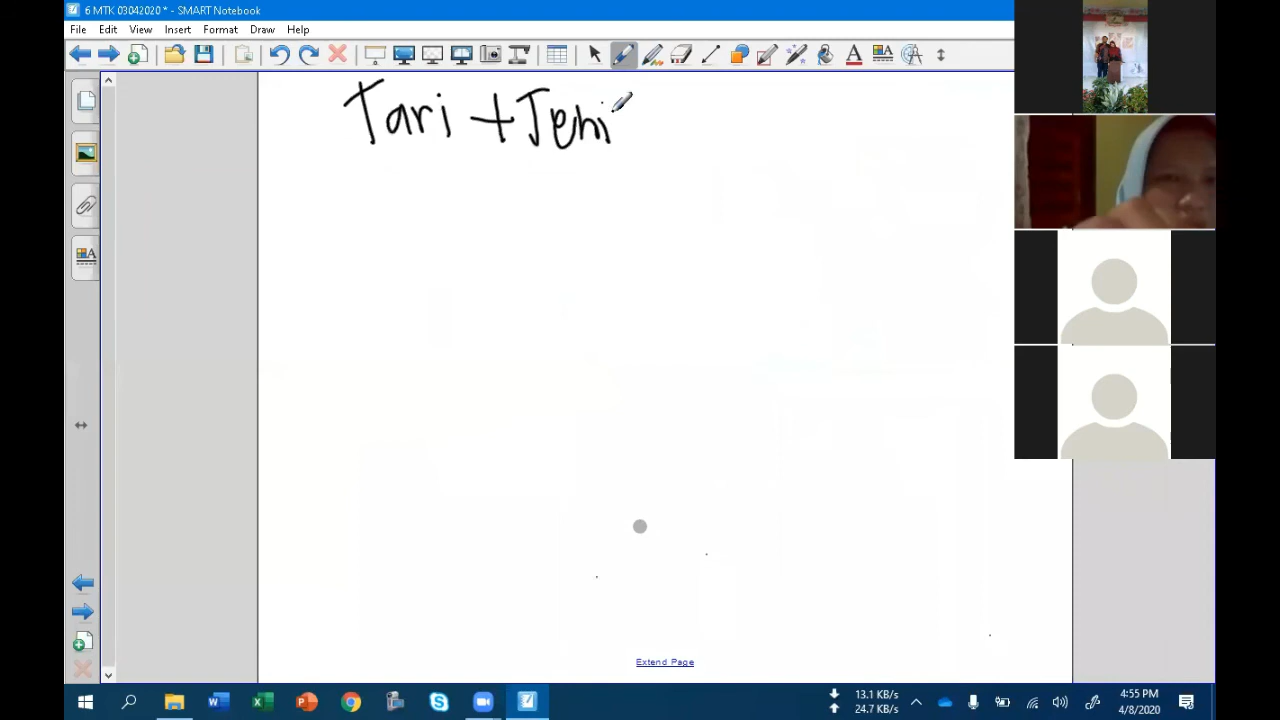 6 MTK 03042020 * - SMART Notebook
File Edit View Insert Format Draw Help
Tari + Jeni
Extend Page
13.1 KB/s
24.7 KB/s
4:55 PM
4/8/2020